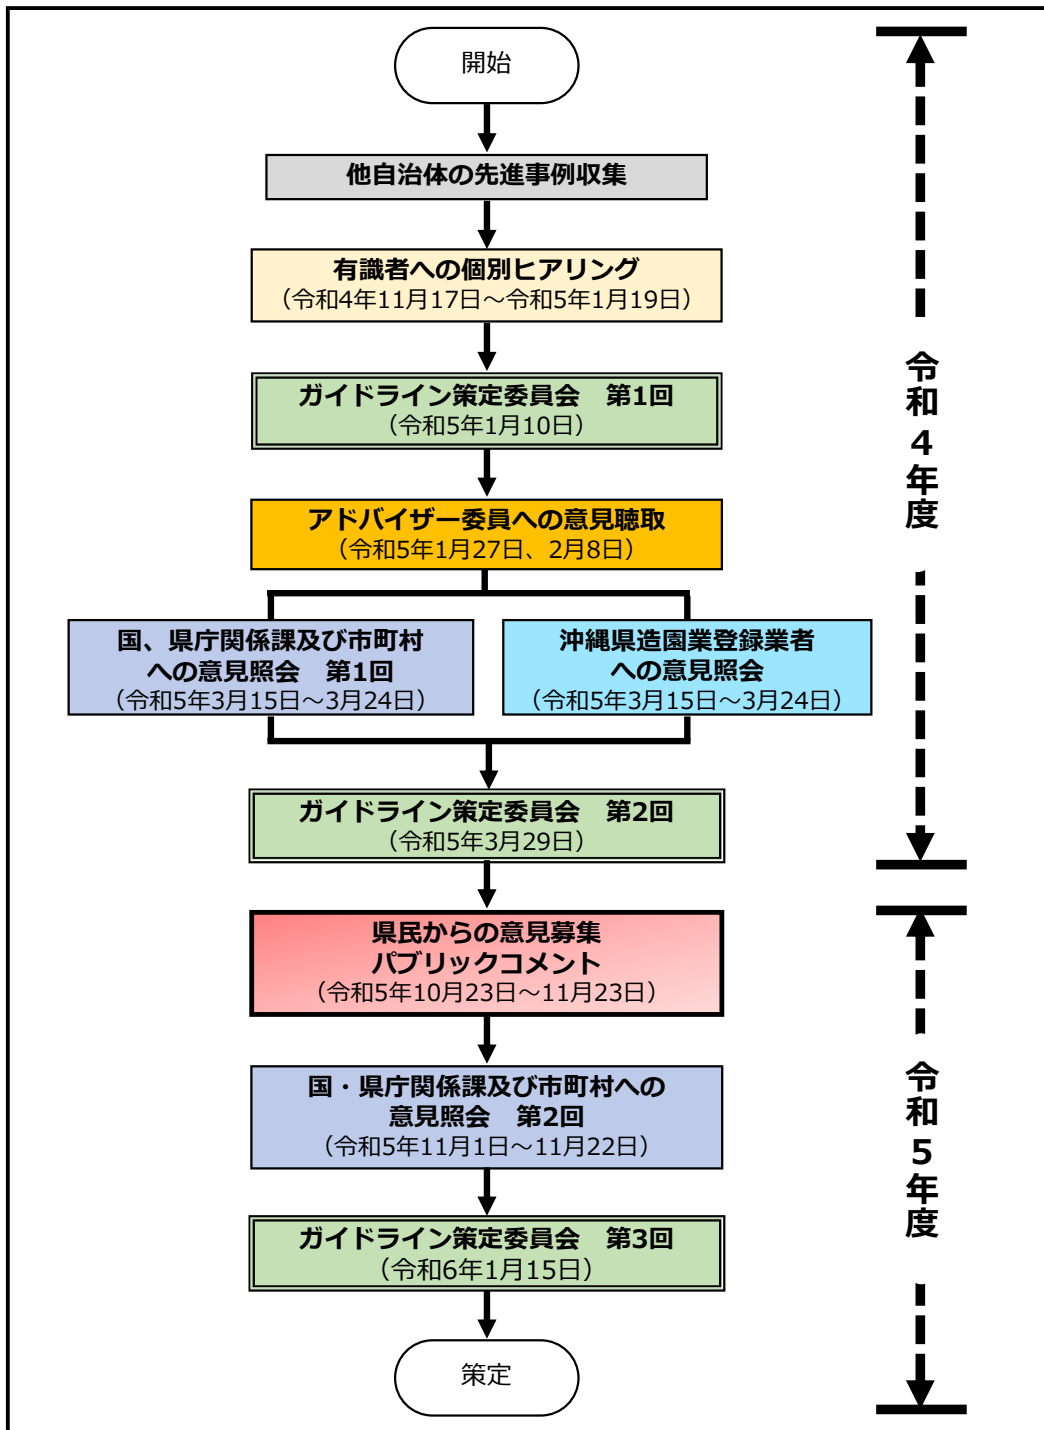 開始
他自治体の先進事例収集
有識者への個別ヒアリング
（令和4年11月17日～令和5年1月19日）
ガイドライン策定委員会　第1回
（令和5年1月10日）
アドバイザー委員への意見聴取
（令和5年1月27日、2月8日）
国、県庁関係課及び市町村
への意見照会　第1回
（令和5年3月15日～3月24日）
沖縄県造園業登録業者
への意見照会
（令和5年3月15日～3月24日）
ガイドライン策定委員会　第2回
（令和5年3月29日）
令和4年度
県民からの意見募集
パブリックコメント
（令和5年10月23日～11月23日）
国・県庁関係課及び市町村への
意見照会　第2回
（令和5年11月1日～11月22日）
ガイドライン策定委員会　第3回
（令和6年1月15日）
策定
令和5年度